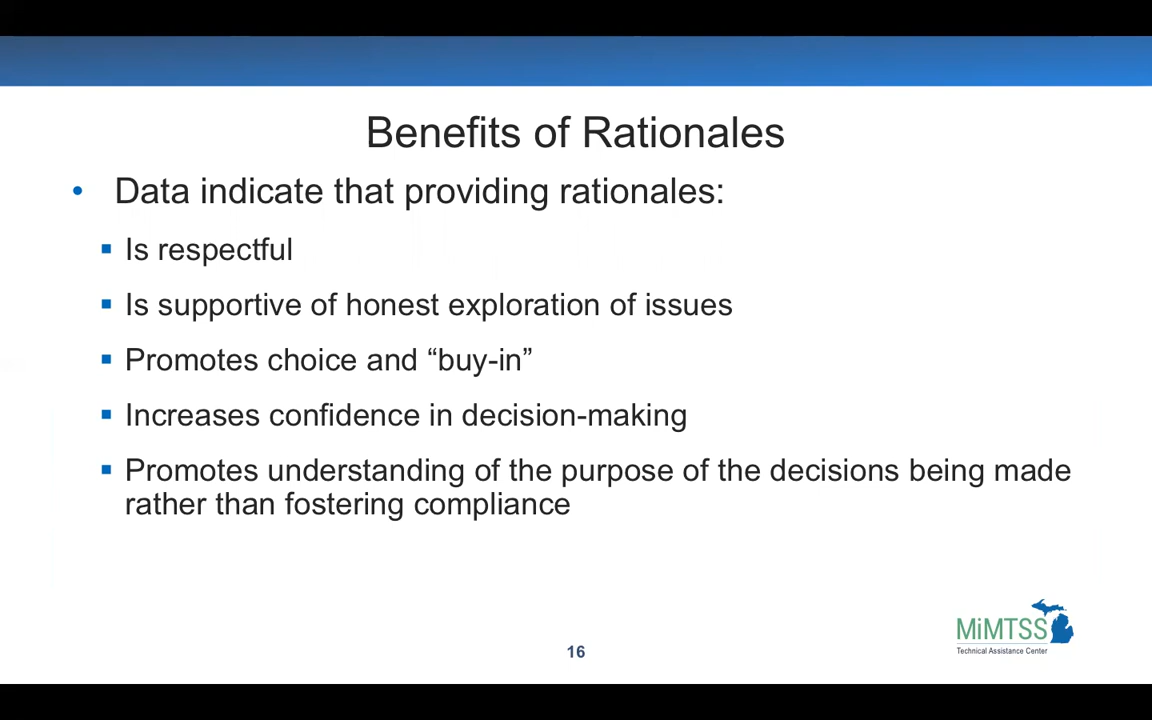 Benefits of Rationales
• Data indicate that providing rationales:
▪ Is respectful
▪ Is supportive of honest exploration of issues
▪ Promotes choice and “buy-in”
▪ Increases confidence in decision-making
▪ Promotes understanding of the purpose of the decisions being made
rather than fostering compliance
MiMTSS
Technical Assistance Center
16